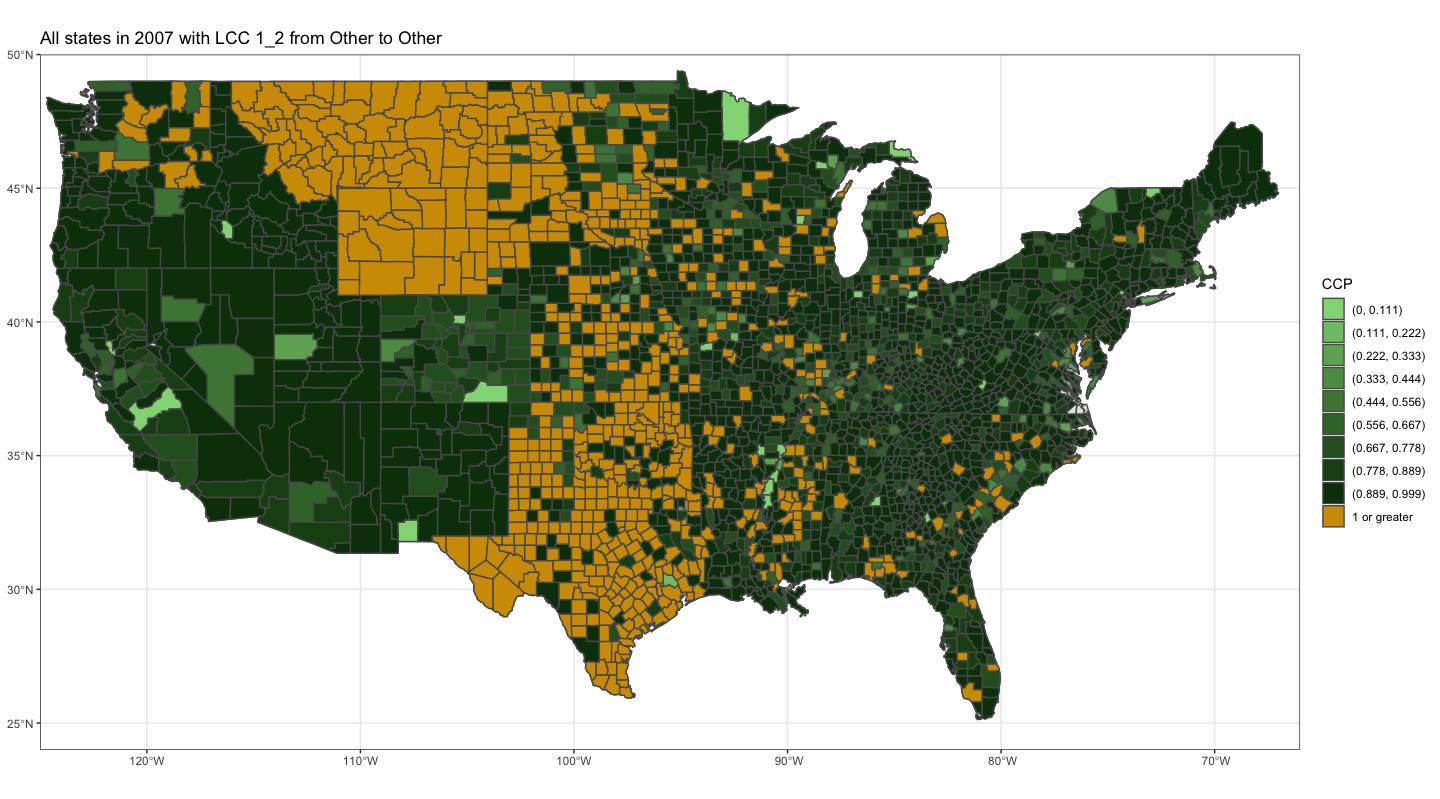 All states in 2007 with LCC 1_2 from Other to Other
50°N
45°N
40°N
35°N
30°N
25°N
120°W
110°W
100°W
90°W
80°W
70°W
CCP
(0, 0.111)
(0.111, 0.222)
(0.222, 0.333)
(0.333, 0.444)
(0.444, 0.556)
(0.556, 0.667)
(0.667, 0.778)
(0.778, 0.889)
(0.889, 0.999)
1 or greater